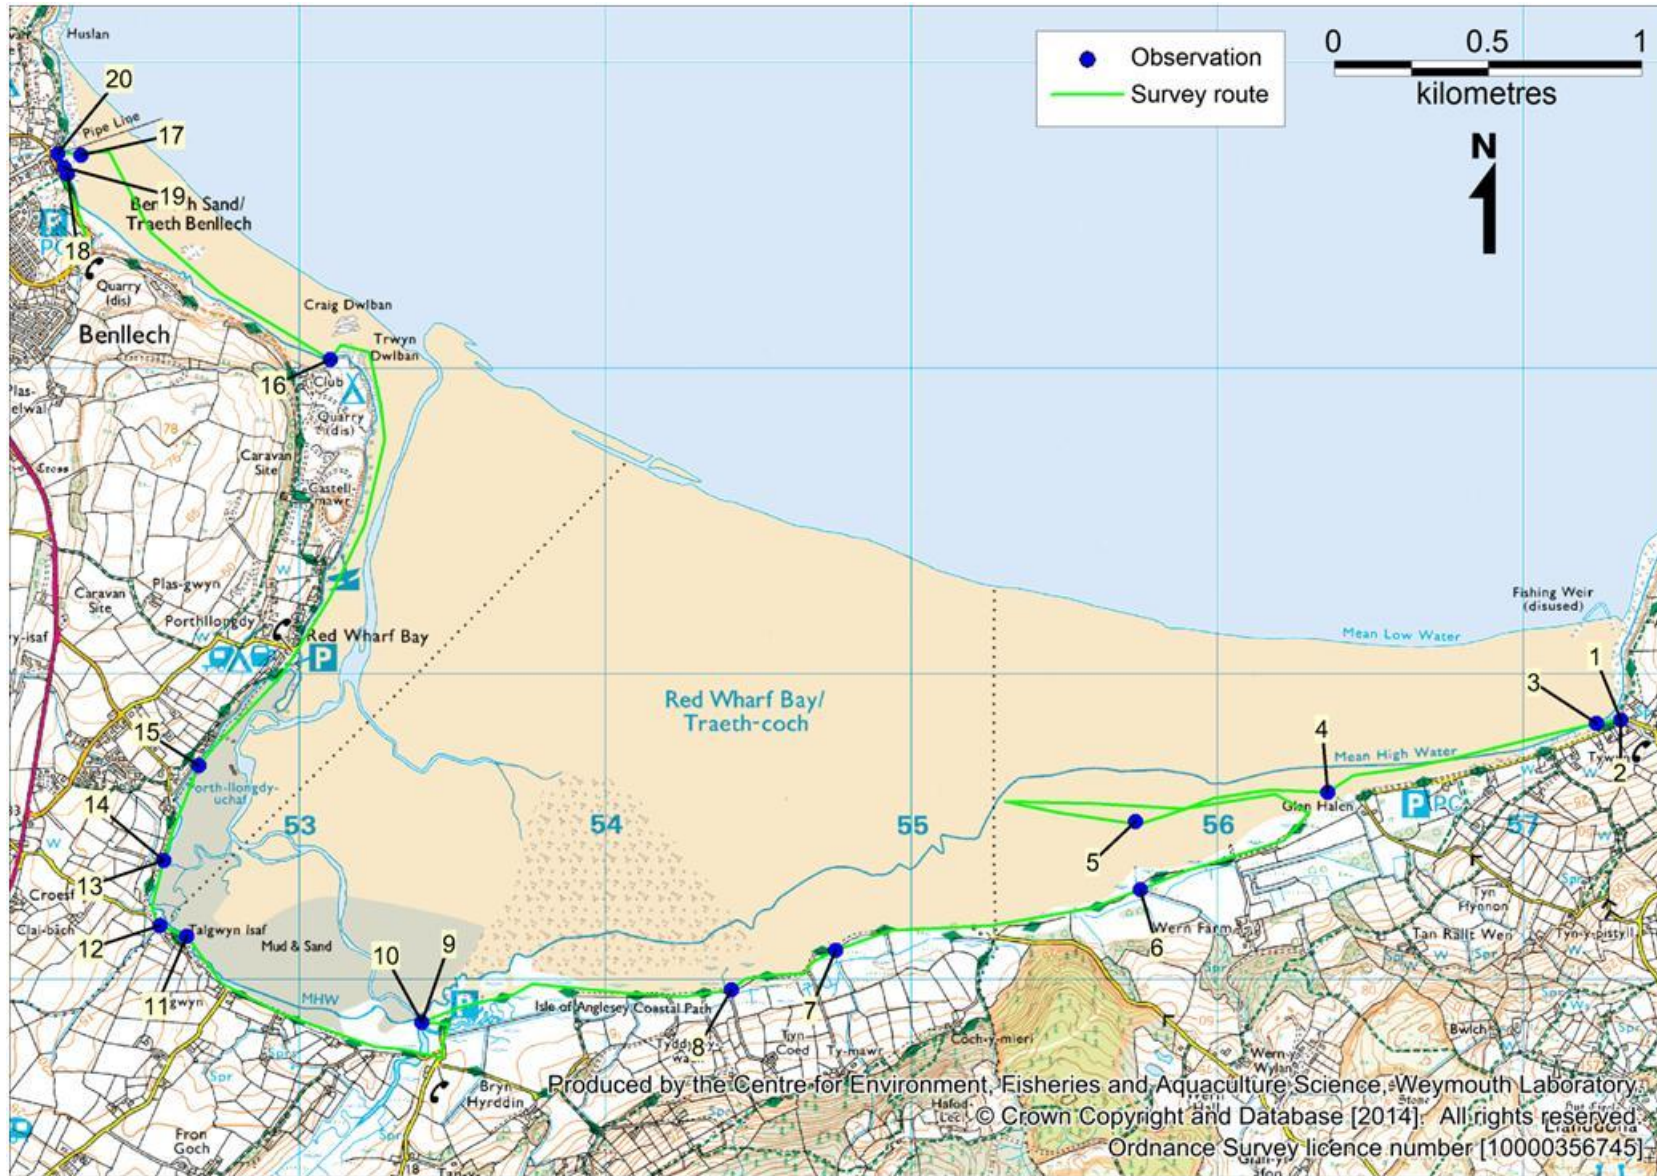 Huslan
Observation
Survey route
0
0.5
1
kilometres
N
20
Pipe Line
17
19
Traeth Benllech
P
18
Quarry
(dis)
Benllech
Craig Dwlban
Trwyn
Dwlban
16
Club
Quarry
(dis)
78
Caravan
Site
Castell-
mawr
Plas-gwyn
Caravan
Site
W
Porthllongdy
W
Red Wharf Bay
P
Fishing Weir
(disused)
Mean Low Water
Red Wharf Bay/
Traeth-coch
1
3
4
Mean High Water
2
15
14
Glan Halen
P PC
53
54
55
56
57
5
13
W
12
Talgwyn Isaf
Mud & Sand
11
10
9
P
MHW
6
Wern Farm
Tyn
Ffynnon
Tan Rallt Wen
Tyn-y-pistyll
7
Isle of Anglesey Coastal Path
8
Tyn
Coed
Ty-mawr
Coch-y-mieri
Bwlch
Bryn
Hyrddin
Fron
Goch
Produced by the Centre for Environment, Fisheries and Aquaculture Science, Weymouth Laboratory.
© Crown Copyright and Database [2014]. All rights reserved.
Ordnance Survey licence number [10000356745]